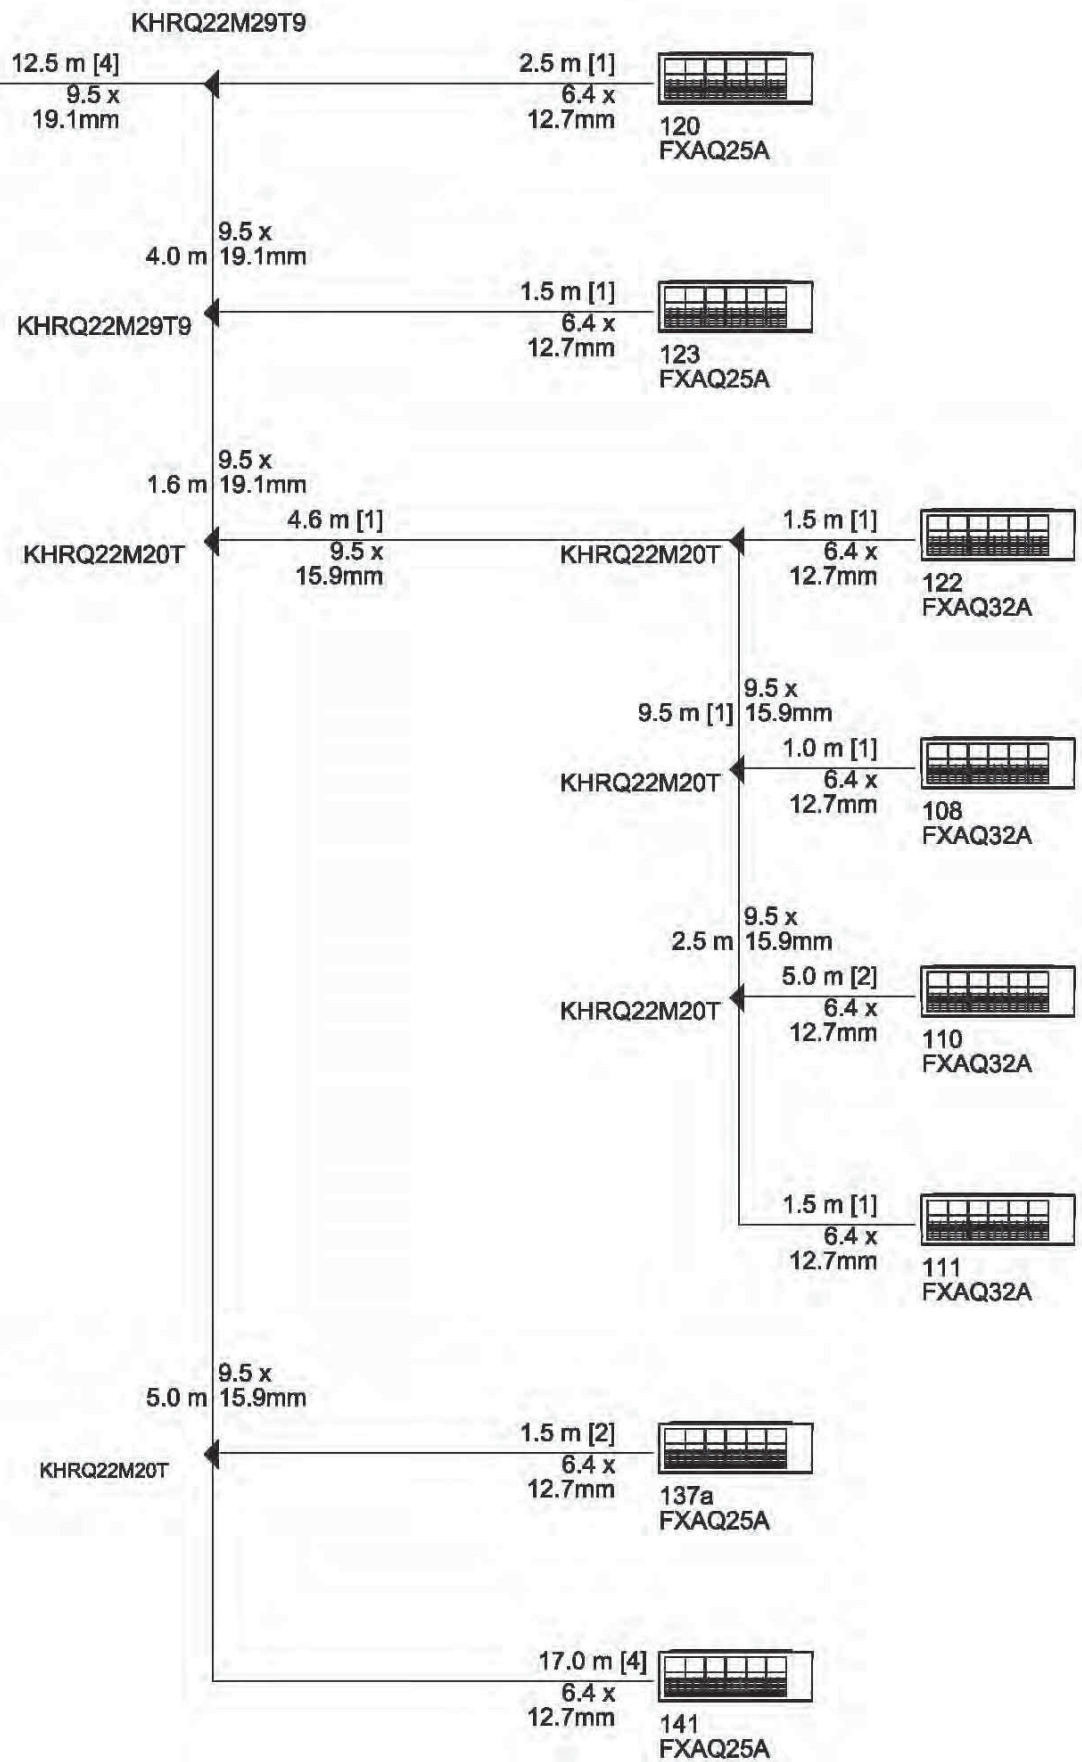 KHRQ22M29T9
12.5 m [4]
9.5 x
19.1mm
2.5 m [1]
6.4 x
12.7mm
120
FXAQ25A
9.5 x
4.0 m 19.1mm
KHRQ22M29T9
1.5 m [1]
6.4 x
12.7mm
123
FXAQ25A
9.5 x
1.6 m 19.1mm
KHRQ22M20T
4.6 m [1]
9.5 x
15.9mm
KHRQ22M20T
1.5 m [1]
6.4 x
12.7mm
122
FXAQ32A
9.5 x
9.5 m [1] 15.9mm
KHRQ22M20T
1.0 m [1]
6.4 x
12.7mm
108
FXAQ32A
9.5 x
2.5 m 15.9mm
KHRQ22M20T
5.0 m [2]
6.4 x
12.7mm
110
FXAQ32A
1.5 m [1]
6.4 x
12.7mm
111
FXAQ32A
9.5 x
5.0 m 15.9mm
KHRQ22M20T
1.5 m [2]
6.4 x
12.7mm
137a
FXAQ25A
17.0 m [4]
6.4 x
12.7mm
141
FXAQ25A